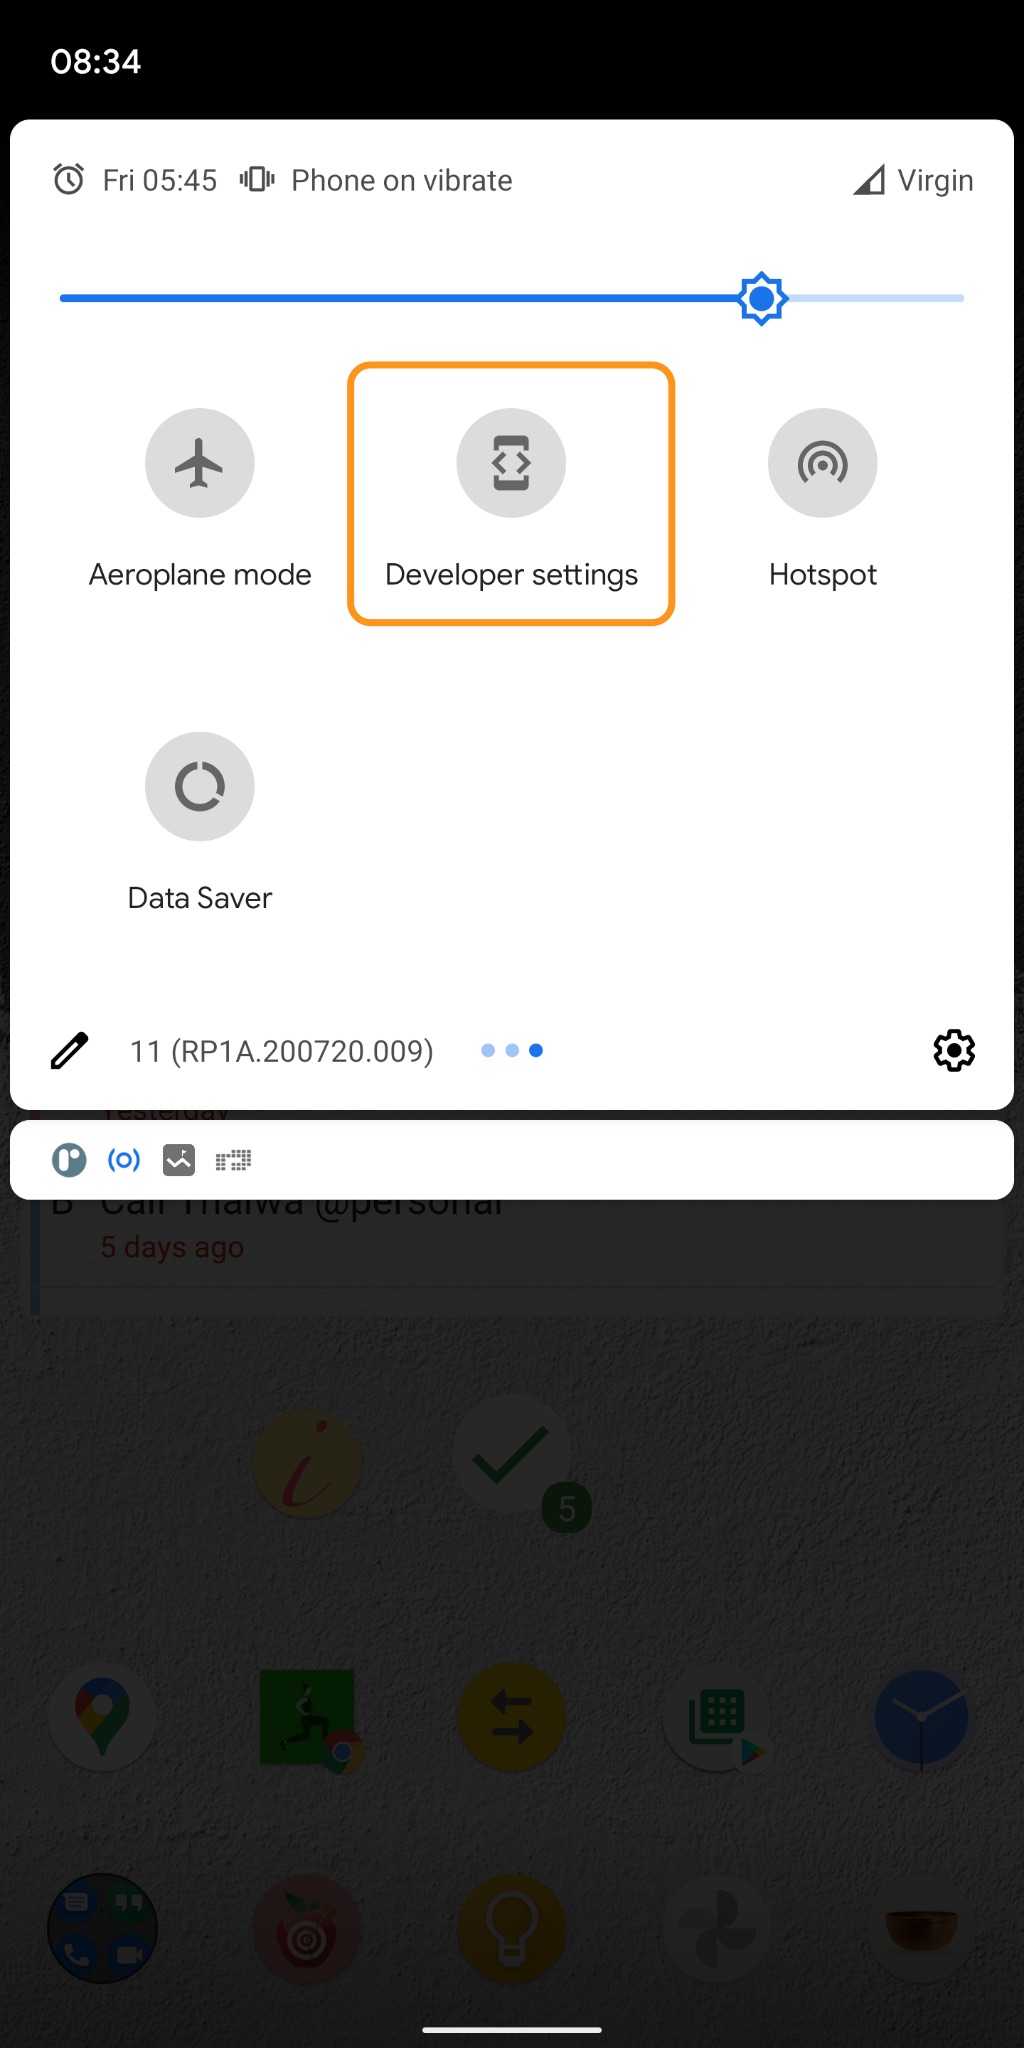 08:34
Fri 05:45 Phone on vibrate Virgin
Aeroplane mode Developer settings Hotspot
Data Saver
11 (RP1A.200720.009)
Yesterday
B Call Thalwa @personal
5 days ago
5